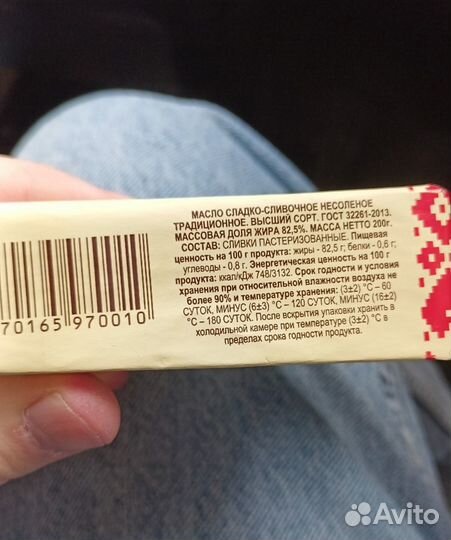 МАСЛО СЛАДКО-СЛИВОЧНОЕ НЕСОЛЕНОЕ
ТРАДИЦИОННОЕ. ВЫСШИЙ СОРТ. ГОСТ 32261-2013.
МАССОВАЯ ДОЛЯ ЖИРА 82,5%. МАССА НЕТТО 200г.
СОСТАВ: СЛИВКИ ПАСТЕРИЗОВАННЫЕ. Пищевая
ценность на 100 г продукта: жиры - 82,5 г; белки - 0,6 г;
углеводы - 0,8 г. Энергетическая ценность на 100 г
продукта: ккал/кДж 748/3132. Срок годности и условия
хранения при относительной влажности воздуха не
более 90% и температуре хранения: (3±2) °С – 60
СУТОК, МИНУС (6±3) °С – 120 СУТОК, МИНУС (16±2)
°С – 180 СУТОК. После вскрытия упаковки хранить в
холодильной камере при температуре (3±2) °С в
пределах срока годности продукта.
70165 970010
Avito